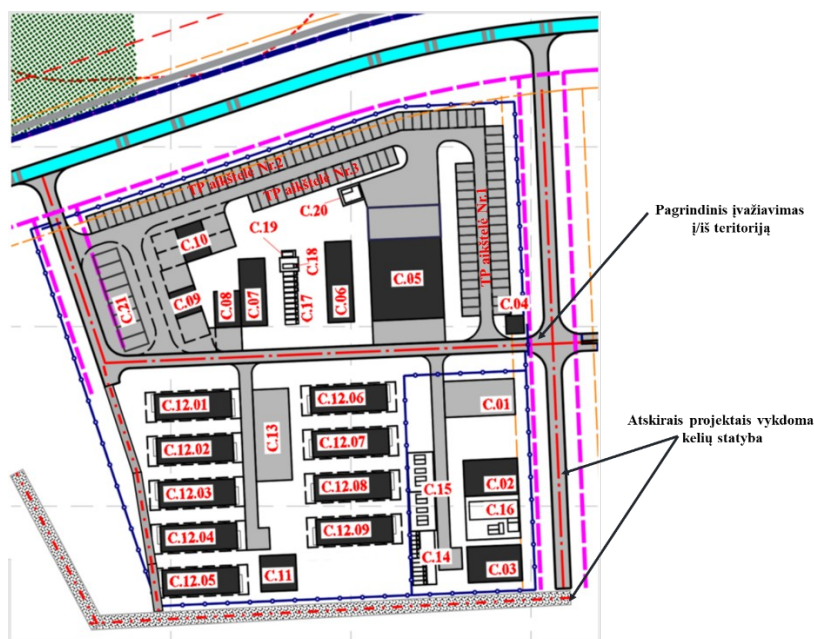 TP aikštelė Nr.2
TP aikštelė Nr.3
TP aikštelė Nr.1
C.20
C.19
C.18
C.10
C.21
C.09
C.08
C.07
C.17
C.06
C.05
C.04
Pagrindinis įvažiavimas
į/iš teritoriją
C.12.01
C.12.06
C.13
C.01
Atskirais projektais vykdoma
kelių statyba
C.12.02
C.12.07
C.12.03
C.12.08
C.15
C.02
C.16
C.12.04
C.12.09
C.14
C.12.05
C.11
C.03